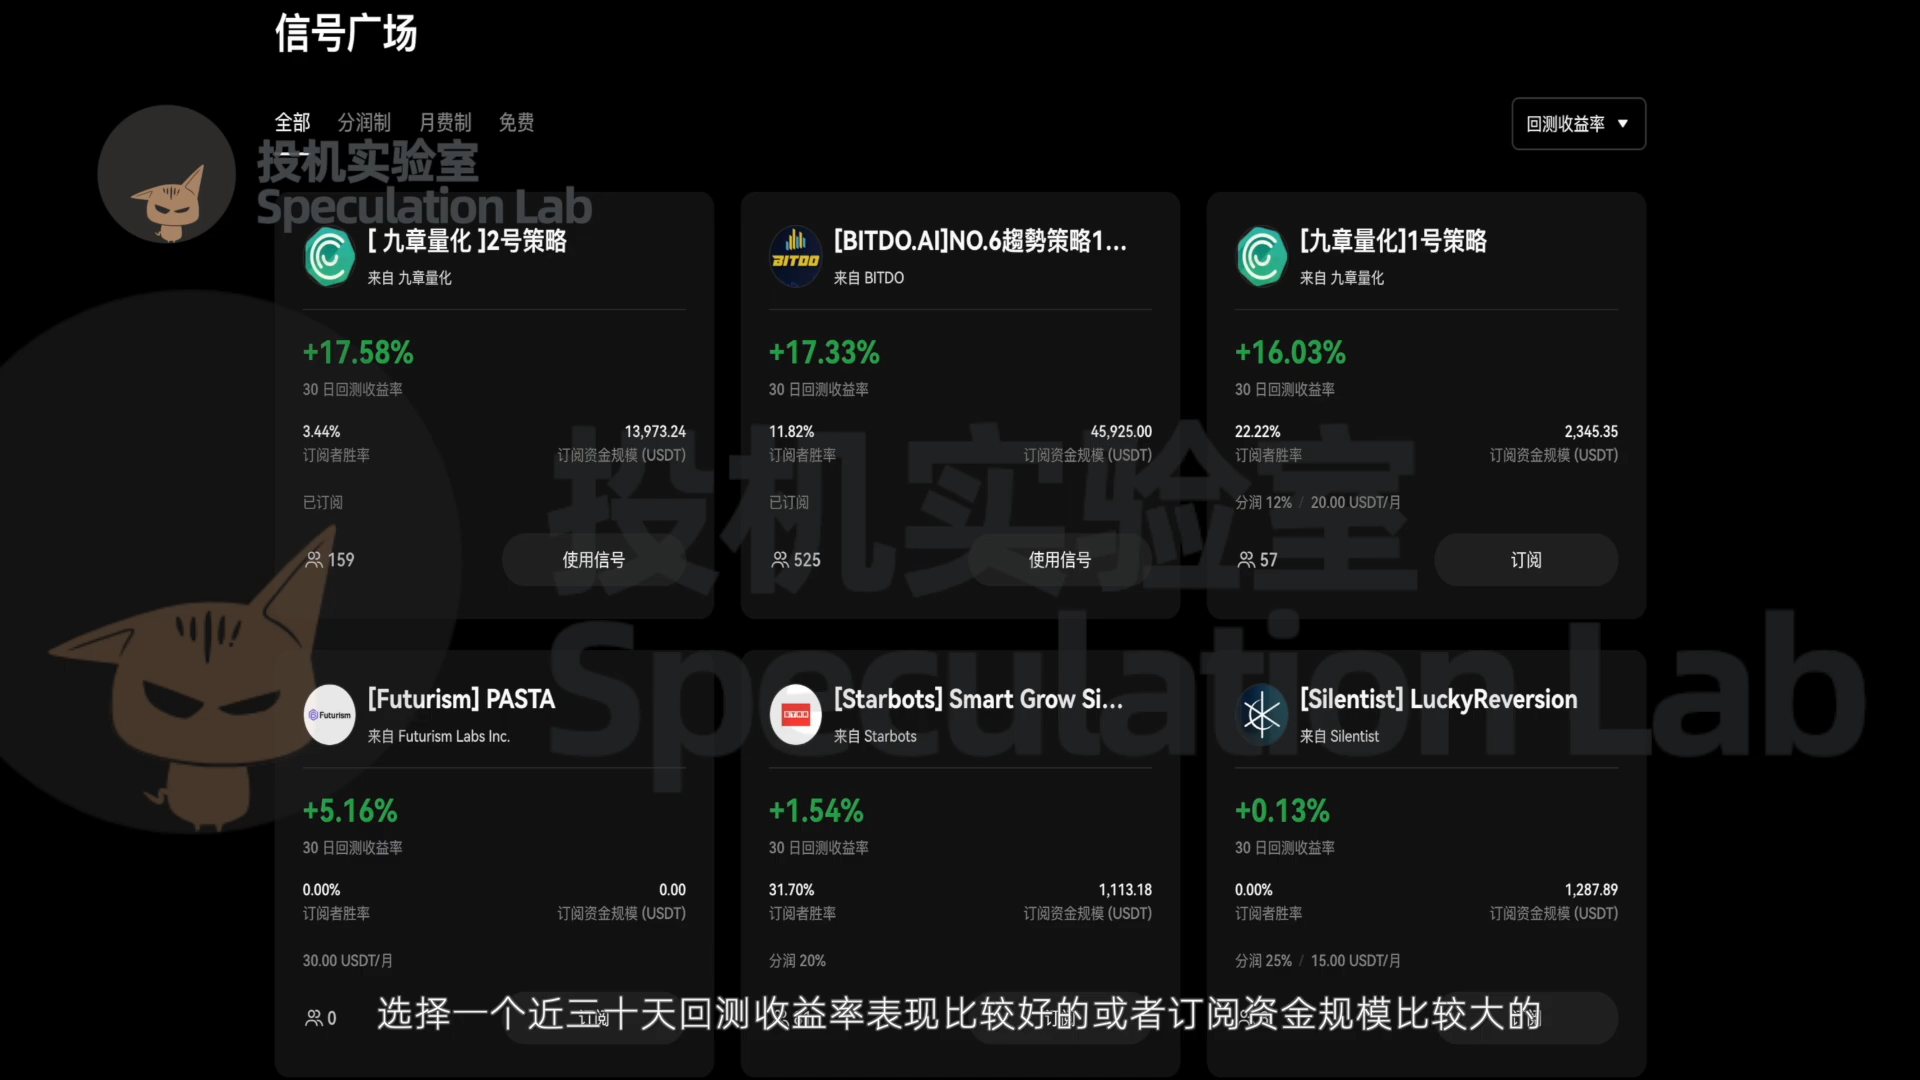 信号广场
全部 分润制 月费制 免费
回测收益率
投机实验室
Speculation Lab
[ 九章量化 ]2号策略
来自 九章量化
+17.58%
30 日回测收益率
3.44% 13,973.24
订阅者胜率 订阅资金规模 (USDT)
已订阅
159 使用信号
[BITDO.AI]NO.6趨勢策略1...
BITDO
来自 BITDO
+17.33%
30 日回测收益率
11.82% 45,925.00
订阅者胜率 订阅资金规模 (USDT)
已订阅
525 使用信号
[九章量化]1号策略
来自 九章量化
+16.03%
30 日回测收益率
22.22% 2,345.35
订阅者胜率 订阅资金规模 (USDT)
分润 12% / 20.00 USDT/月
57 订阅
投机实验室
Speculation Lab
[Futurism] PASTA
Futurism
来自 Futurism Labs Inc.
+5.16%
30 日回测收益率
0.00% 0.00
订阅者胜率 订阅资金规模 (USDT)
30.00 USDT/月
0 订阅
[Starbots] Smart Grow Si...
STAR
来自 Starbots
+1.54%
30 日回测收益率
31.70% 1,113.18
订阅者胜率 订阅资金规模 (USDT)
分润 20%
订阅
[Silentist] LuckyReversion
来自 Silentist
+0.13%
30 日回测收益率
0.00% 1,287.89
订阅者胜率 订阅资金规模 (USDT)
分润 25% / 15.00 USDT/月
选择一个近三十天回测收益率表现比较好的或者订阅资金规模比较大的